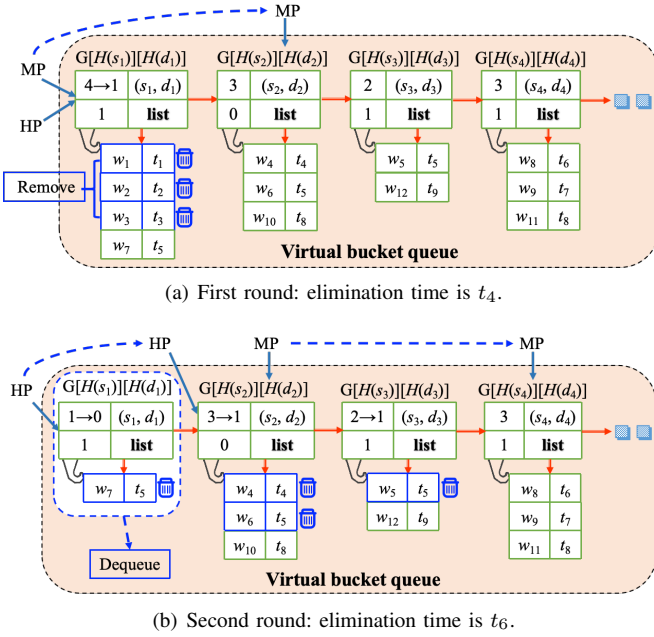 MP
G[H(s₁)][H(d₁)] G[H(s₂)][H(d₂)] G[H(s₃)][H(d₃)] G[H(s₄)][H(d₄)]
MP
4→1 (s₁, d₁) 3 (s₂, d₂) 2 (s₃, d₃) 3 (s₄, d₄)
HP
1 list 0 list 1 list 1 list
w₁ t₁ w₄ t₄ w₅ t₅ w₈ t₆
Remove w₂ t₂ w₆ t₅ w₁₂ t₉ w₉ t₇
w₃ t₃ w₁₀ t₈ w₁₁ t₈
w₇ t₅
Virtual bucket queue
(a) First round: elimination time is t₄.
HP MP MP
HP G[H(s₁)][H(d₁)] G[H(s₂)][H(d₂)] G[H(s₃)][H(d₃)] G[H(s₄)][H(d₄)]
1→0 (s₁, d₁) 3→1 (s₂, d₂) 2→1 (s₃, d₃) 3 (s₄, d₄)
1 list 0 list 1 list 1 list
w₇ t₅ w₄ t₄ w₅ t₅ w₈ t₆
w₆ t₅ w₁₂ t₉ w₉ t₇
w₁₀ t₈ w₁₁ t₈
Dequeue
Virtual bucket queue
(b) Second round: elimination time is t₆.